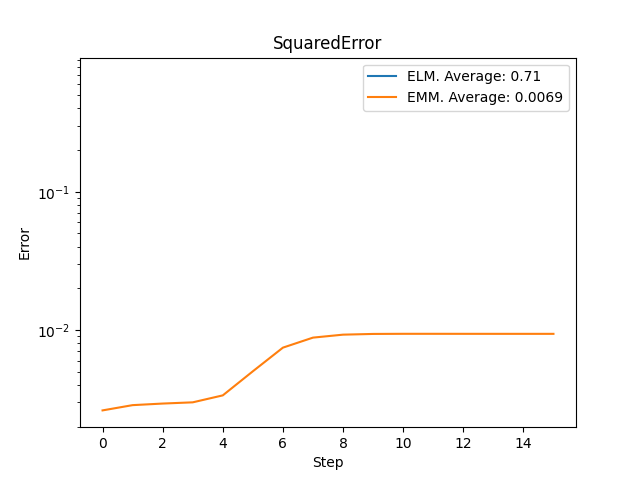 SquaredError
ELM. Average: 0.71
EMM. Average: 0.0069
Error
10⁻¹
10⁻²
0 2 4 6 8 10 12 14
Step